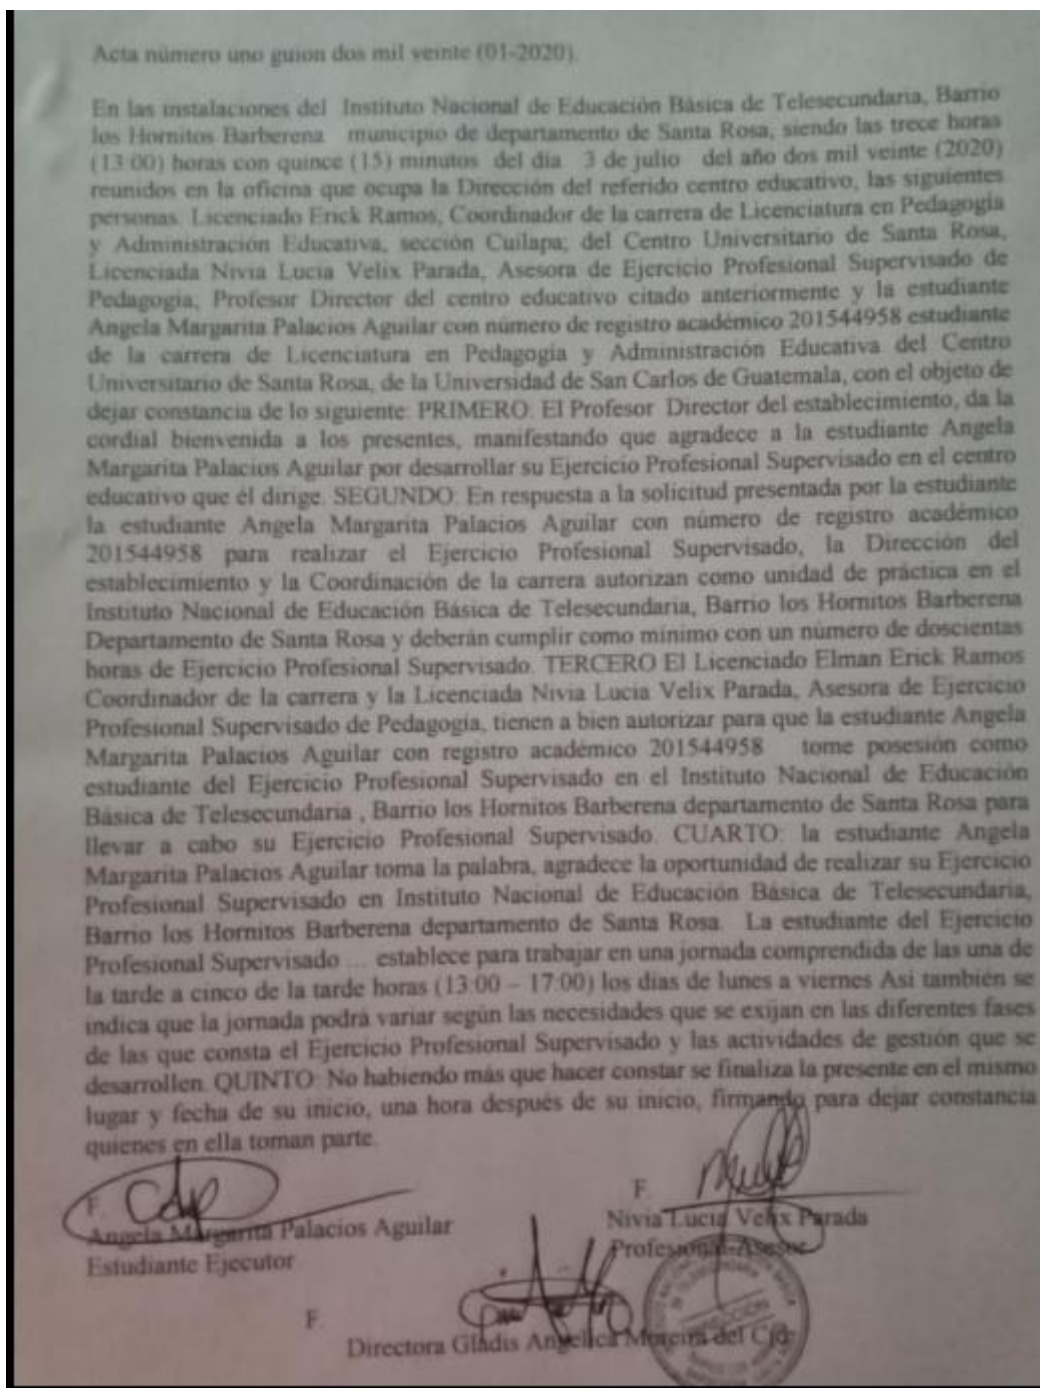 Acta número uno guion dos mil veinte (01-2020).
En las instalaciones del Instituto Nacional de Educación Básica de Telesecundaria, Barrio
los Hornitos Barberena municipio de departamento de Santa Rosa, siendo las trece horas
(13:00) horas con quince (15) minutos del día 3 de julio del año dos mil veinte (2020)
reunidos en la oficina que ocupa la Dirección del referido centro educativo, las siguientes
personas. Licenciado Erick Ramos, Coordinador de la carrera de Licenciatura en Pedagogía
y Administración Educativa, sección Cuilapa; del Centro Universitario de Santa Rosa,
Licenciada Nivia Lucia Velix Parada, Asesora de Ejercicio Profesional Supervisado de
Pedagogía; Profesor Director del centro educativo citado anteriormente y la estudiante
Angela Margarita Palacios Aguilar con número de registro académico 201544958 estudiante
de la carrera de Licenciatura en Pedagogía y Administración Educativa del Centro
Universitario de Santa Rosa, de la Universidad de San Carlos de Guatemala, con el objeto de
dejar constancia de lo siguiente: PRIMERO: El Profesor Director del establecimiento, da la
cordial bienvenida a los presentes, manifestando que agradece a la estudiante Angela
Margarita Palacios Aguilar por desarrollar su Ejercicio Profesional Supervisado en el centro
educativo que él dirige. SEGUNDO: En respuesta a la solicitud presentada por la estudiante
la estudiante Angela Margarita Palacios Aguilar con número de registro académico
201544958 para realizar el Ejercicio Profesional Supervisado, la Dirección del
establecimiento y la Coordinación de la carrera autorizan como unidad de práctica en el
Instituto Nacional de Educación Básica de Telesecundaria, Barrio los Hornitos Barberena
Departamento de Santa Rosa y deberán cumplir como mínimo con un número de doscientas
horas de Ejercicio Profesional Supervisado. TERCERO El Licenciado Elman Erick Ramos
Coordinador de la carrera y la Licenciada Nivia Lucia Velix Parada, Asesora de Ejercicio
Profesional Supervisado de Pedagogía, tienen a bien autorizar para que la estudiante Angela
Margarita Palacios Aguilar con registro académico 201544958 tome posesión como
estudiante del Ejercicio Profesional Supervisado en el Instituto Nacional de Educación
Básica de Telesecundaria , Barrio los Hornitos Barberena departamento de Santa Rosa para
llevar a cabo su Ejercicio Profesional Supervisado. CUARTO: la estudiante Angela
Margarita Palacios Aguilar toma la palabra, agradece la oportunidad de realizar su Ejercicio
Profesional Supervisado en Instituto Nacional de Educación Básica de Telesecundaria,
Barrio los Hornitos Barberena departamento de Santa Rosa. La estudiante del Ejercicio
Profesional Supervisado ... establece para trabajar en una jornada comprendida de las una de
la tarde a cinco de la tarde horas (13:00 – 17:00) los días de lunes a viernes Así también se
indica que la jornada podrá variar según las necesidades que se exijan en las diferentes fases
de las que consta el Ejercicio Profesional Supervisado y las actividades de gestión que se
desarrollen. QUINTO: No habiendo más que hacer constar se finaliza la presente en el mismo
lugar y fecha de su inicio, una hora después de su inicio, firmando para dejar constancia
quienes en ella toman parte.
F.
Angela Margarita Palacios Aguilar
Estudiante Ejecutor
F.
Nivia Lucia Velix Parada
Profesional-Asesor
F.
Directora Gladis Angelica Moreira del Cid